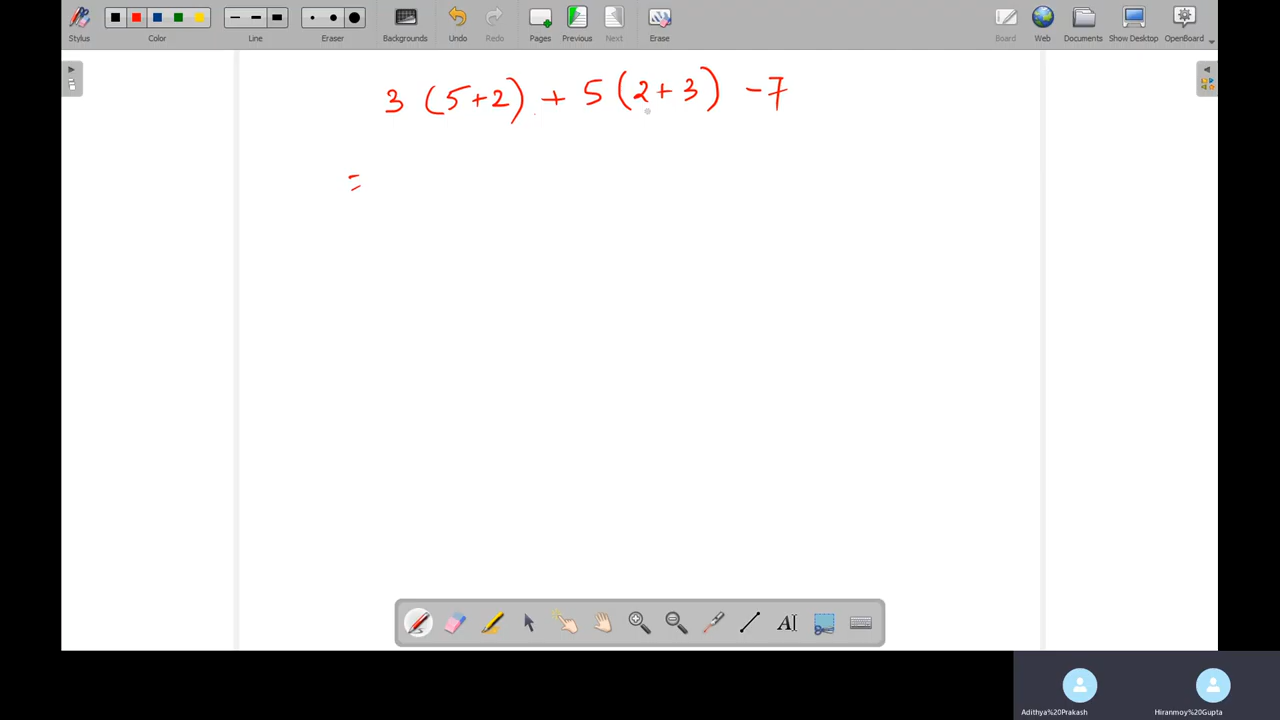 Stylus Color Line Eraser Backgrounds Undo Redo Pages Previous Next Erase Board Web Documents Show Desktop OpenBoard
3 (5+2) + 5 (2+3) -7
=
A
Adithya%20Prakash Hiranmoy%20Gupta